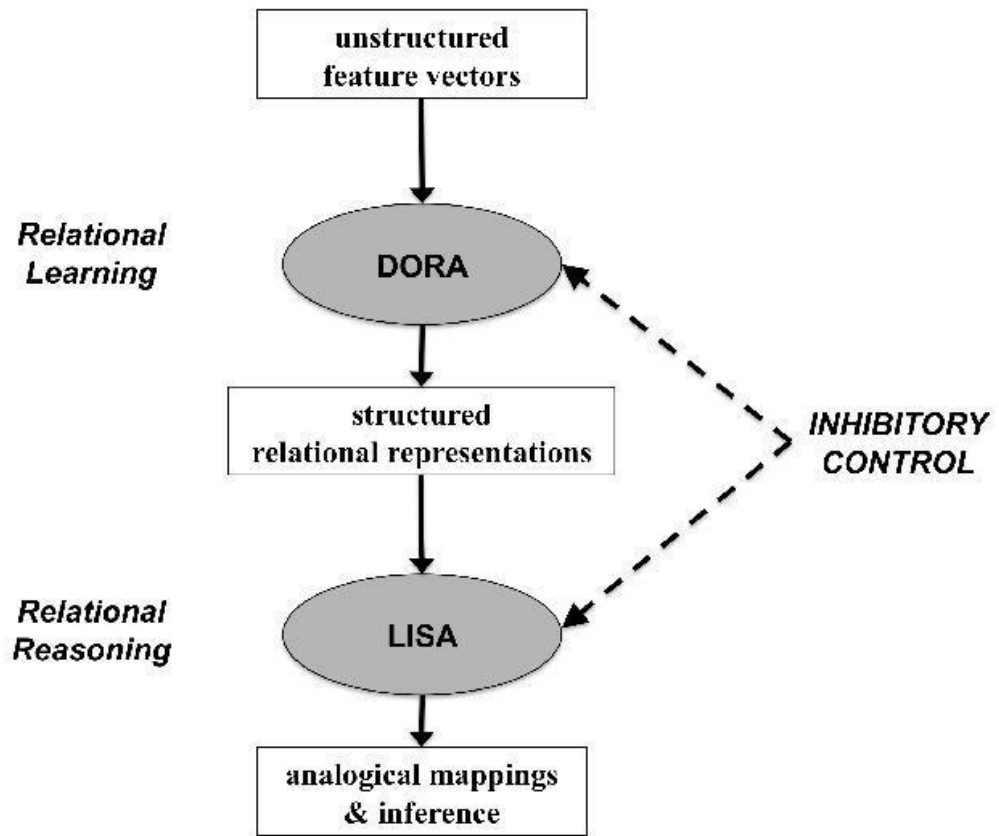 unstructured
feature vectors
Relational
Learning
DORA
structured
relational representations
INHIBITORY
CONTROL
Relational
Reasoning
LISA
analogical mappings
& inference